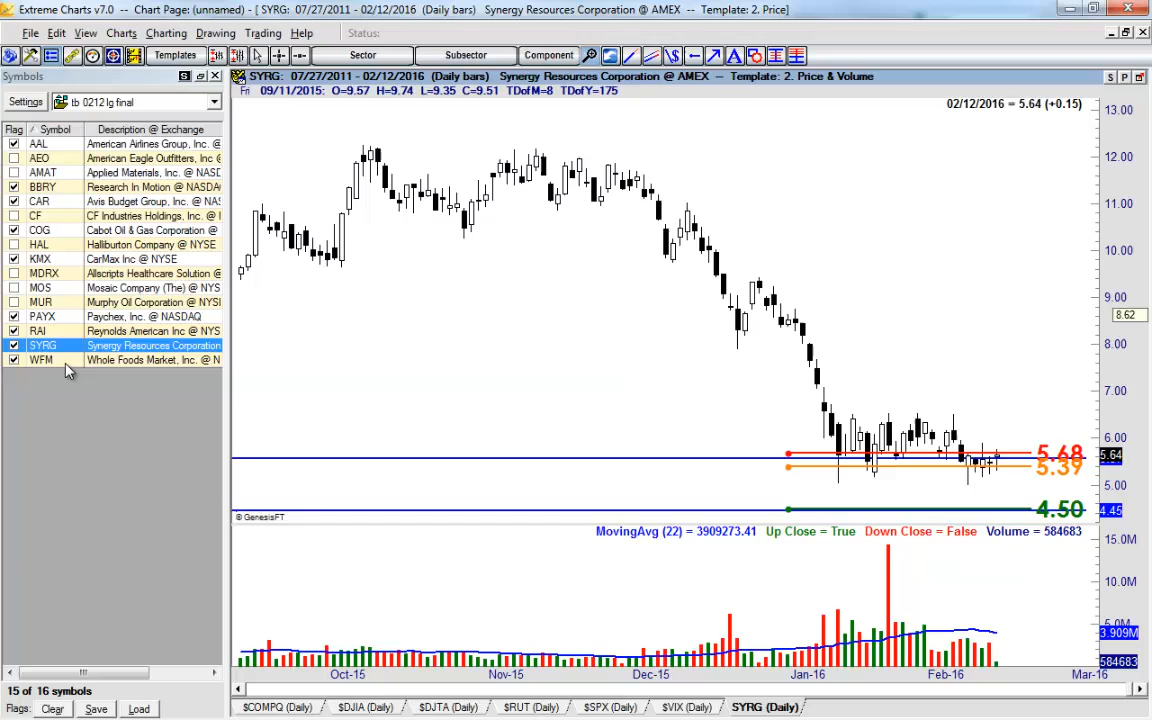 Extreme Charts v7.0 -- Chart Page: (unnamed) - [ SYRG: 07/27/2011 - 02/12/2016 (Daily bars) Synergy Resources Corporation @ AMEX -- Template: 2. Price]
File Edit View Charts Charting Drawing Trading Help Status:
Templates Sector Subsector Component A
Symbols S
SYRG: 07/27/2011 - 02/12/2016 (Daily bars) Synergy Resources Corporation @ AMEX -- Template: 2. Price & Volume S P
Fri 09/11/2015: O=9.57 H=9.74 L=9.35 C=9.51 TDofM=8 TDofY=175
Settings tb 0212 lg final
02/12/2016 = 5.64 (+0.15)
Flag Symbol Description @ Exchange
AAL American Airlines Group, Inc. @
AEO American Eagle Outfitters, Inc @
AMAT Applied Materials, Inc. @ NASD
BBRY Research In Motion @ NASDA
CAR Avis Budget Group, Inc. @ NAS
CF CF Industries Holdings, Inc. @
COG Cabot Oil & Gas Corporation @
HAL Halliburton Company @ NYSE
KMX CarMax Inc @ NYSE
MDRX Allscripts Healthcare Solution @
MOS Mosaic Company (The) @ NYS
MUR Murphy Oil Corporation @ NYS
PAYX Paychex, Inc. @ NASDAQ
RAI Reynolds American Inc @ NYS
SYRG Synergy Resources Corporation
WFM Whole Foods Market, Inc. @ N
13.00
12.00
11.00
10.00
9.00
8.62
8.00
7.00
6.00
5.68
5.64
5.39
5.00
4.50
4.45
© GenesisFT
MovingAvg (22) = 3909273.41 Up Close = True Down Close = False Volume = 584683
15.0M
10.0M
3.909M
584683
Oct-15 Nov-15 Dec-15 Jan-16 Feb-16 Mar-16
15 of 16 symbols
Flags: Clear Save Load
$COMPQ (Daily) $DJIA (Daily) $DJTA (Daily) $RUT (Daily) $SPX (Daily) $VIX (Daily) SYRG (Daily)